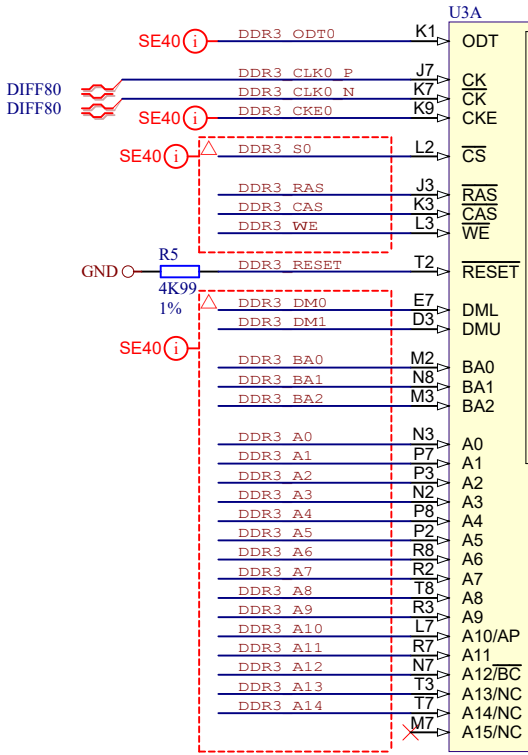 U3A
SE40 i DDR3_ODT0 K1 ODT
DIFF80 DDR3_CLK0_P J7 CK
DIFF80 DDR3_CLK0_N K7 CK
SE40 i DDR3_CKE0 K9 CKE
SE40 i DDR3_S0 L2 CS
DDR3_RAS J3 RAS
DDR3_CAS K3 CAS
DDR3_WE L3 WE
GND R5 DDR3_RESET T2 RESET
4K99
1%
DDR3_DM0 E7 DML
DDR3_DM1 D3 DMU
SE40 i
DDR3_BA0 M2 BA0
DDR3_BA1 N8 BA1
DDR3_BA2 M3 BA2
DDR3_A0 N3 A0
DDR3_A1 P7 A1
DDR3_A2 P3 A2
DDR3_A3 N2 A3
DDR3_A4 P8 A4
DDR3_A5 P2 A5
DDR3_A6 R8 A6
DDR3_A7 R2 A7
DDR3_A8 T8 A8
DDR3_A9 R3 A9
DDR3_A10 L7 A10/AP
DDR3_A11 R7 A11
DDR3_A12 N7 A12/BC
DDR3_A13 T3 A13/NC
DDR3_A14 T7 A14/NC
M7 A15/NC